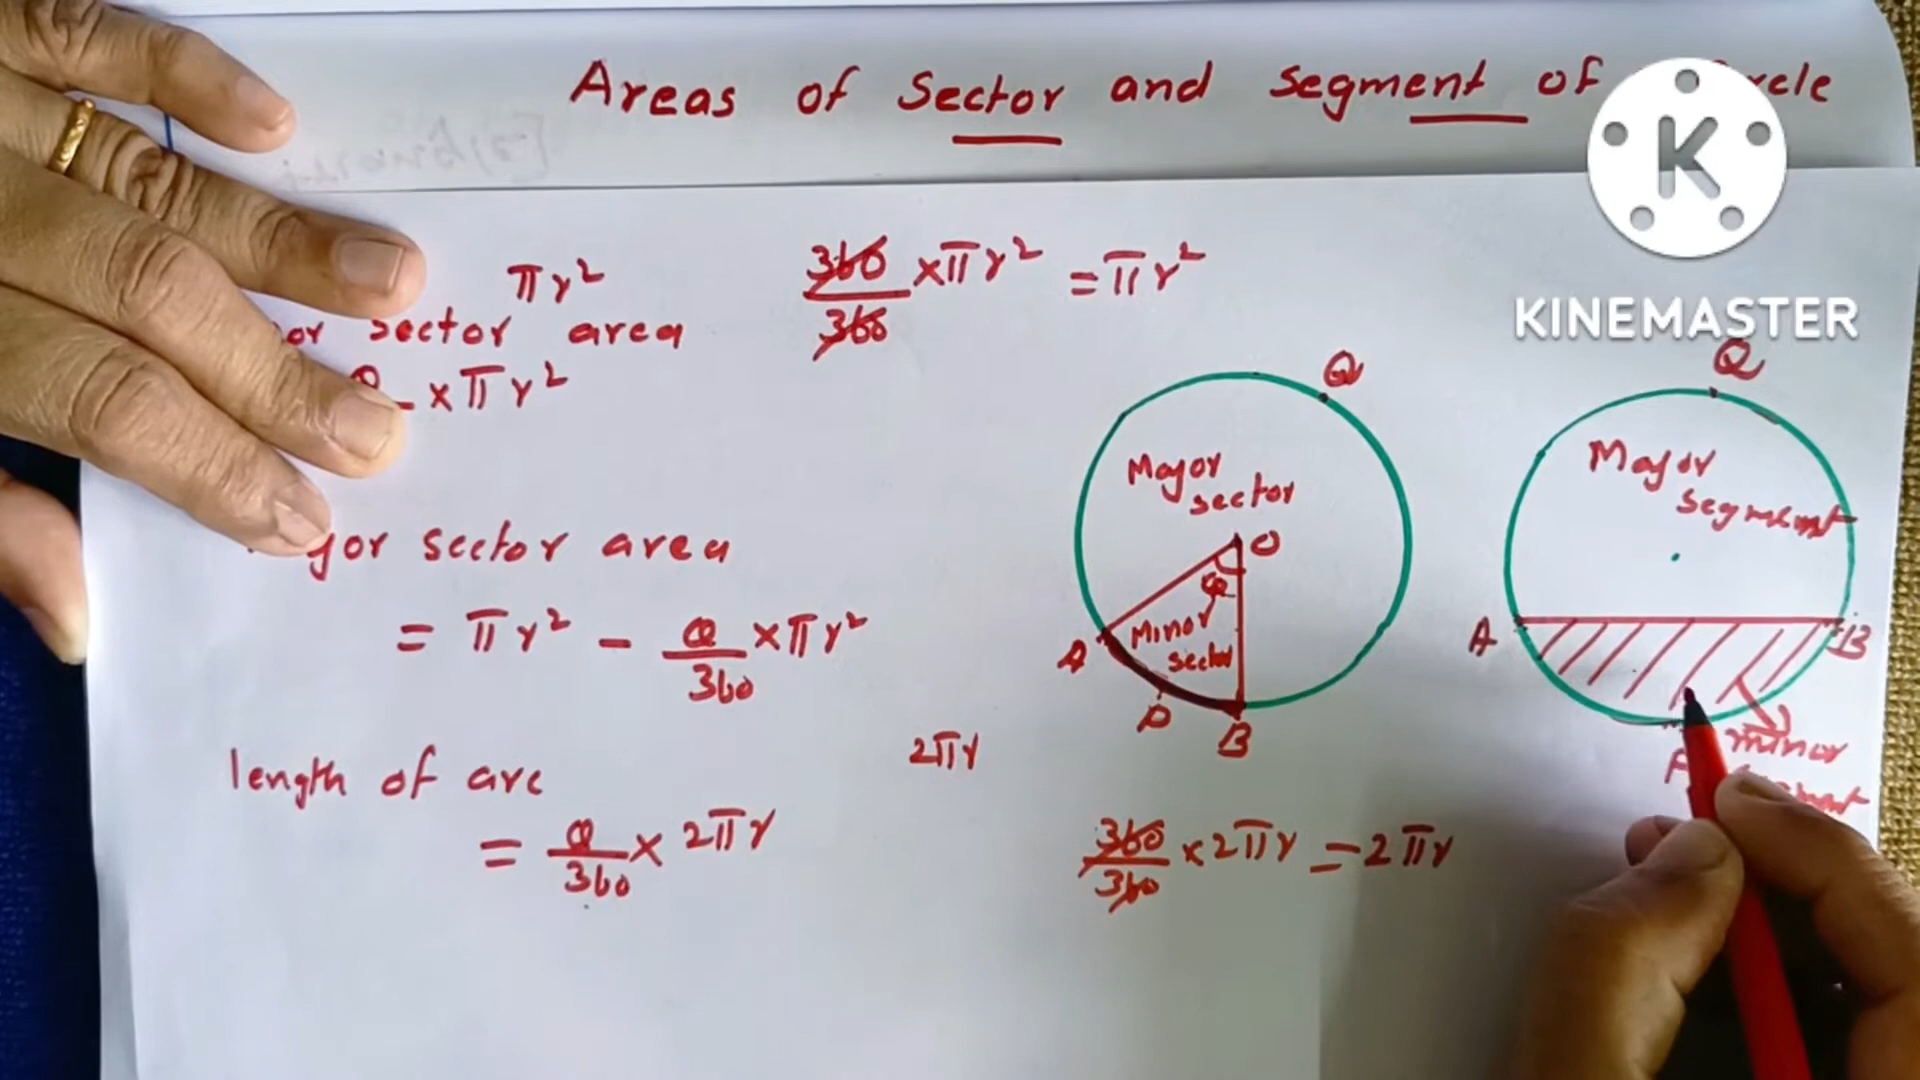 Areas of Sector and Segment of
πr²
360/360 ×πr² = πr²
sector area
×πr²
sector area
= πr² − θ/360 ×πr²
length of arc
= θ/360 × 2πr
2πr
360/360 × 2πr = 2πr
Q
Major
sector
O
θ
Minor
sector
A
P
B
Q
Major
segment
A
B
minor
K
KINEMASTER